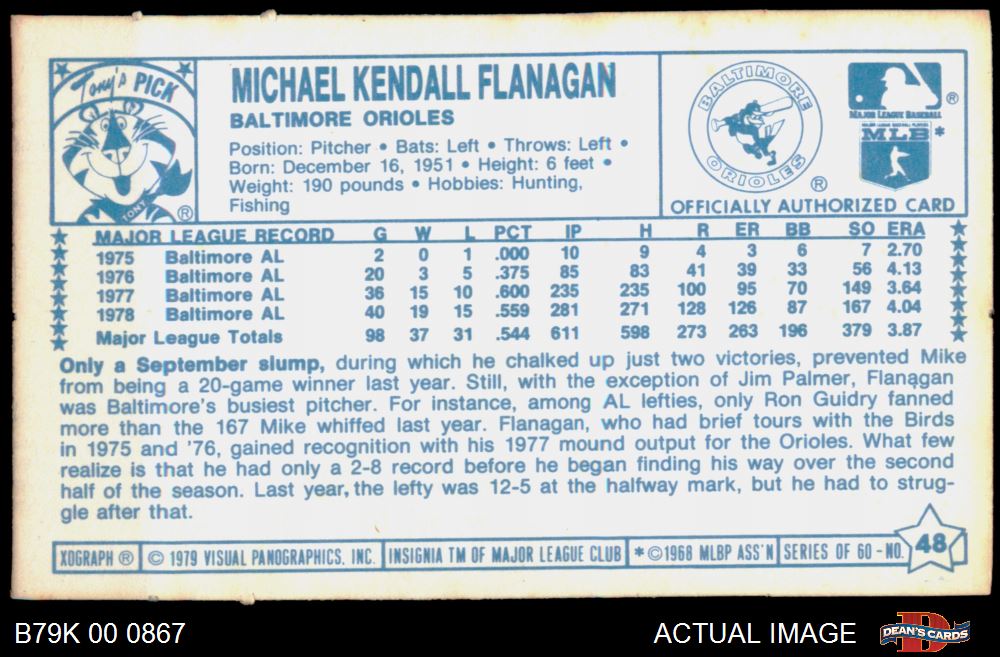 Tony's PICK
TONY
®
MICHAEL KENDALL FLANAGAN
BALTIMORE ORIOLES
Position: Pitcher • Bats: Left • Throws: Left •
Born: December 16, 1951 • Height: 6 feet •
Weight: 190 pounds • Hobbies: Hunting,
Fishing
BALTIMORE
ORIOLES
®
®
MAJOR LEAGUE BASEBALL
MLB *
OFFICIALLY AUTHORIZED CARD
MAJOR LEAGUE RECORD G W L PCT IP H R ER BB SO ERA
1975 Baltimore AL 2 0 1 .000 10 9 4 3 6 7 2.70
1976 Baltimore AL 20 3 5 .375 85 83 41 39 33 56 4.13
1977 Baltimore AL 36 15 10 .600 235 235 100 95 70 149 3.64
1978 Baltimore AL 40 19 15 .559 281 271 128 126 87 167 4.04
Major League Totals 98 37 31 .544 611 598 273 263 196 379 3.87
Only a September slump, during which he chalked up just two victories, prevented Mike
from being a 20-game winner last year. Still, with the exception of Jim Palmer, Flanagan
was Baltimore's busiest pitcher. For instance, among AL lefties, only Ron Guidry fanned
more than the 167 Mike whiffed last year. Flanagan, who had brief tours with the Birds
in 1975 and '76, gained recognition with his 1977 mound output for the Orioles. What few
realize is that he had only a 2-8 record before he began finding his way over the second
half of the season. Last year, the lefty was 12-5 at the halfway mark, but he had to strug-
gle after that.
XOGRAPH ® © 1979 VISUAL PANOGRAPHICS, INC. INSIGNIA TM OF MAJOR LEAGUE CLUB * © 1968 MLBP ASS'N SERIES OF 60 - NO. 48
B79K 00 0867
ACTUAL IMAGE
DEAN'S CARDS